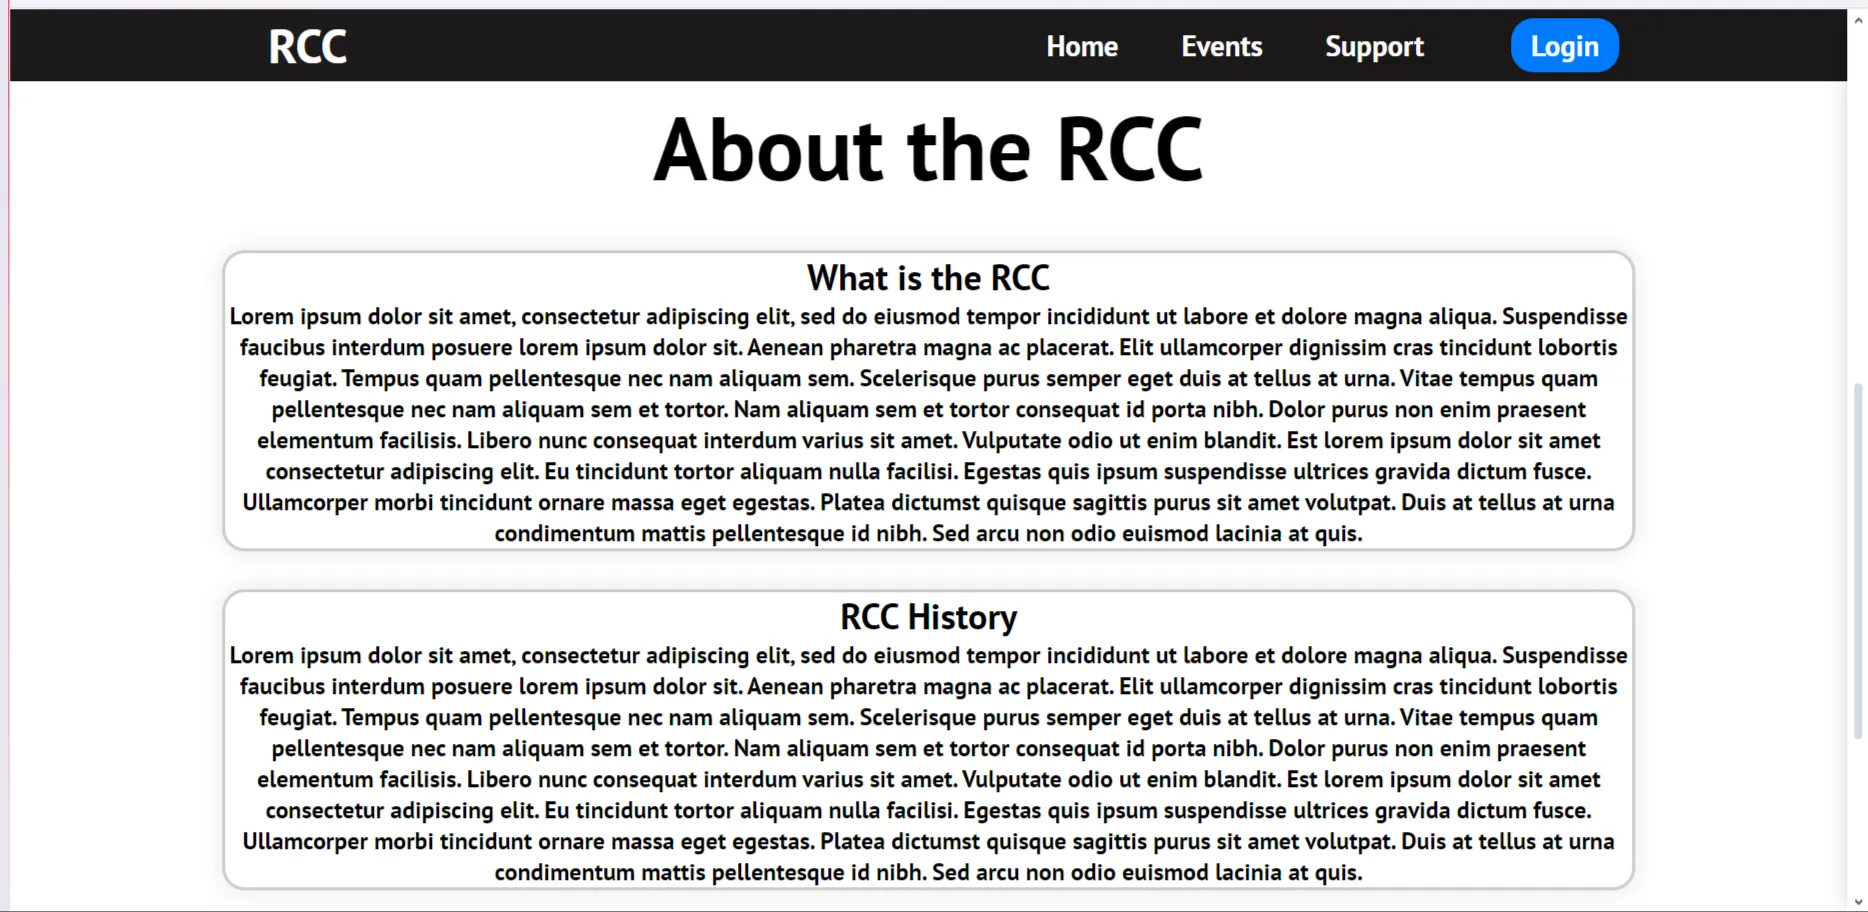 RCC Home Events Support Login
About the RCC
What is the RCC
Lorem ipsum dolor sit amet, consectetur adipiscing elit, sed do eiusmod tempor incididunt ut labore et dolore magna aliqua. Suspendisse
faucibus interdum posuere lorem ipsum dolor sit. Aenean pharetra magna ac placerat. Elit ullamcorper dignissim cras tincidunt lobortis
feugiat. Tempus quam pellentesque nec nam aliquam sem. Scelerisque purus semper eget duis at tellus at urna. Vitae tempus quam
pellentesque nec nam aliquam sem et tortor. Nam aliquam sem et tortor consequat id porta nibh. Dolor purus non enim praesent
elementum facilisis. Libero nunc consequat interdum varius sit amet. Vulputate odio ut enim blandit. Est lorem ipsum dolor sit amet
consectetur adipiscing elit. Eu tincidunt tortor aliquam nulla facilisi. Egestas quis ipsum suspendisse ultrices gravida dictum fusce.
Ullamcorper morbi tincidunt ornare massa eget egestas. Platea dictumst quisque sagittis purus sit amet volutpat. Duis at tellus at urna
condimentum mattis pellentesque id nibh. Sed arcu non odio euismod lacinia at quis.
RCC History
Lorem ipsum dolor sit amet, consectetur adipiscing elit, sed do eiusmod tempor incididunt ut labore et dolore magna aliqua. Suspendisse
faucibus interdum posuere lorem ipsum dolor sit. Aenean pharetra magna ac placerat. Elit ullamcorper dignissim cras tincidunt lobortis
feugiat. Tempus quam pellentesque nec nam aliquam sem. Scelerisque purus semper eget duis at tellus at urna. Vitae tempus quam
pellentesque nec nam aliquam sem et tortor. Nam aliquam sem et tortor consequat id porta nibh. Dolor purus non enim praesent
elementum facilisis. Libero nunc consequat interdum varius sit amet. Vulputate odio ut enim blandit. Est lorem ipsum dolor sit amet
consectetur adipiscing elit. Eu tincidunt tortor aliquam nulla facilisi. Egestas quis ipsum suspendisse ultrices gravida dictum fusce.
Ullamcorper morbi tincidunt ornare massa eget egestas. Platea dictumst quisque sagittis purus sit amet volutpat. Duis at tellus at urna
condimentum mattis pellentesque id nibh. Sed arcu non odio euismod lacinia at quis.